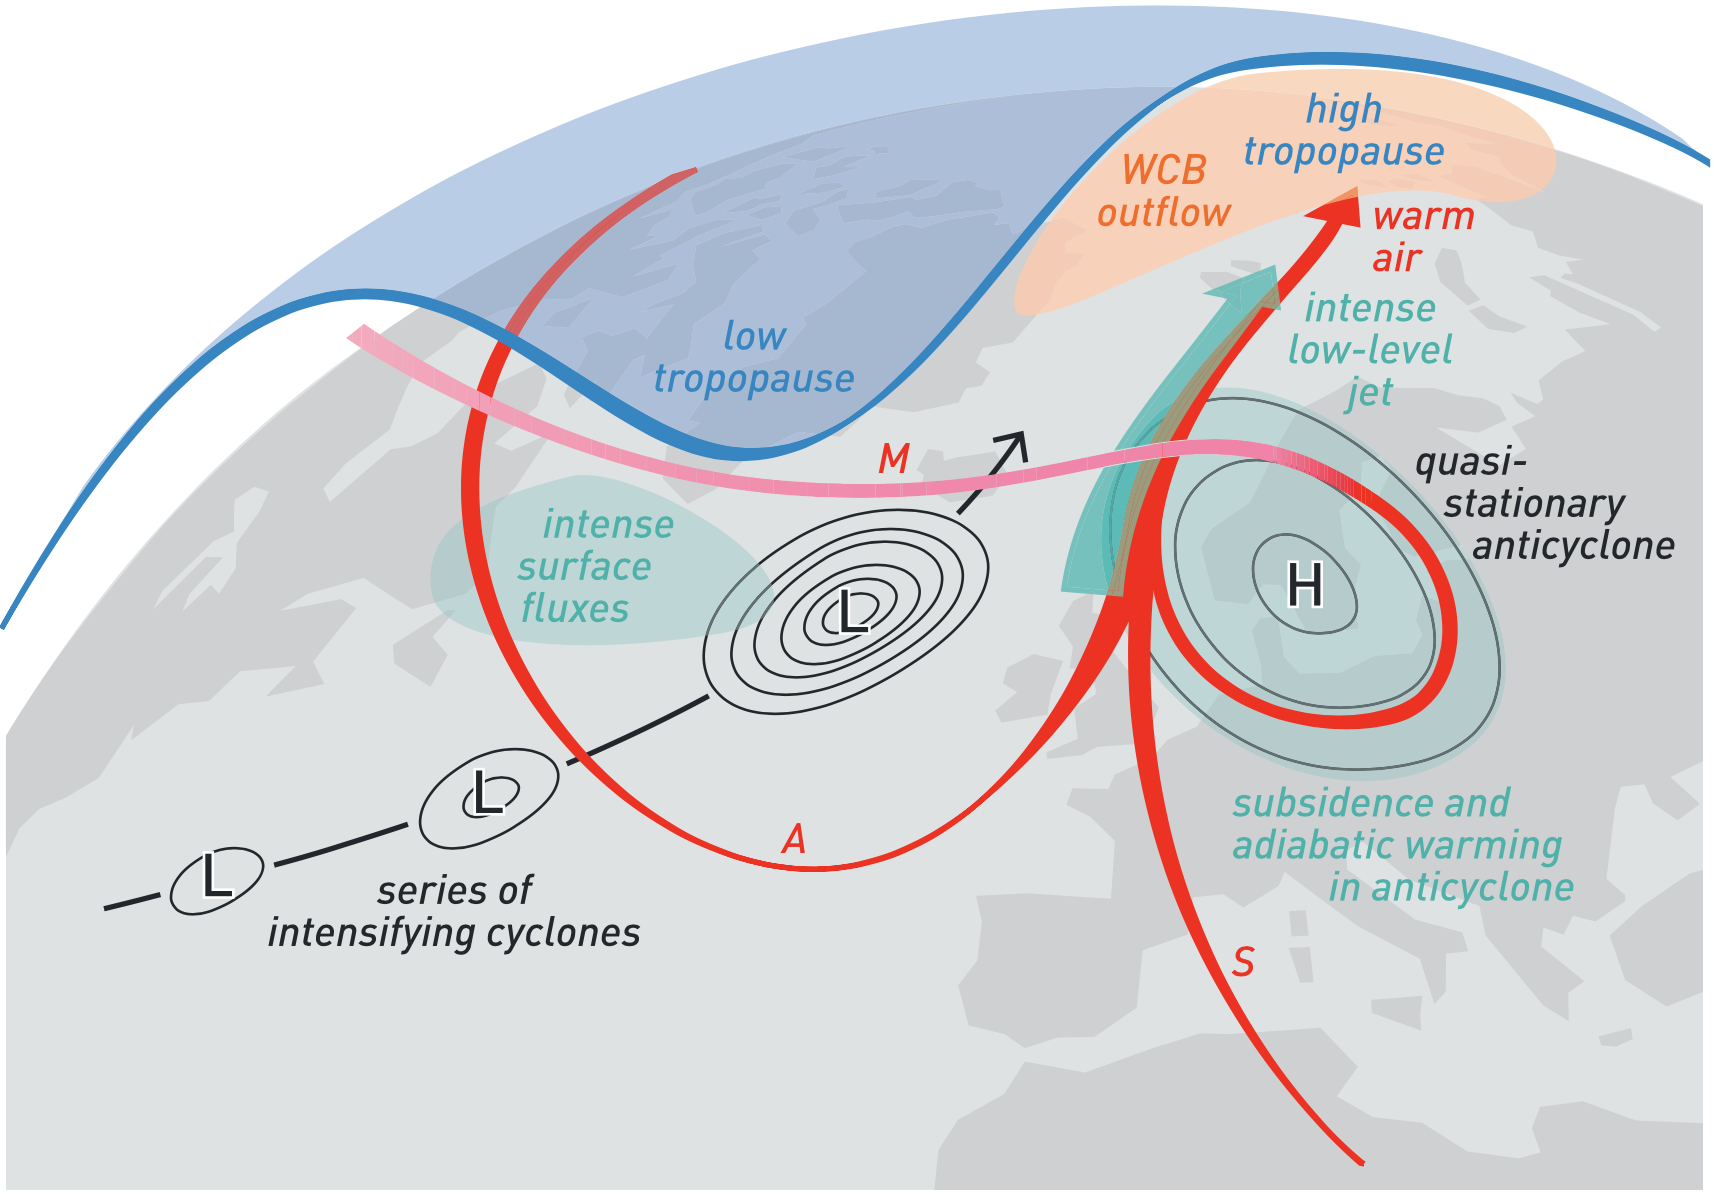 high
tropopause
WCB
outflow
warm
air
intense
low-level
jet
low
tropopause
M
quasi-
stationary
anticyclone
intense
surface
fluxes
H
L
L
L
subsidence and
adiabatic warming
in anticyclone
A
series of
intensifying cyclones
S